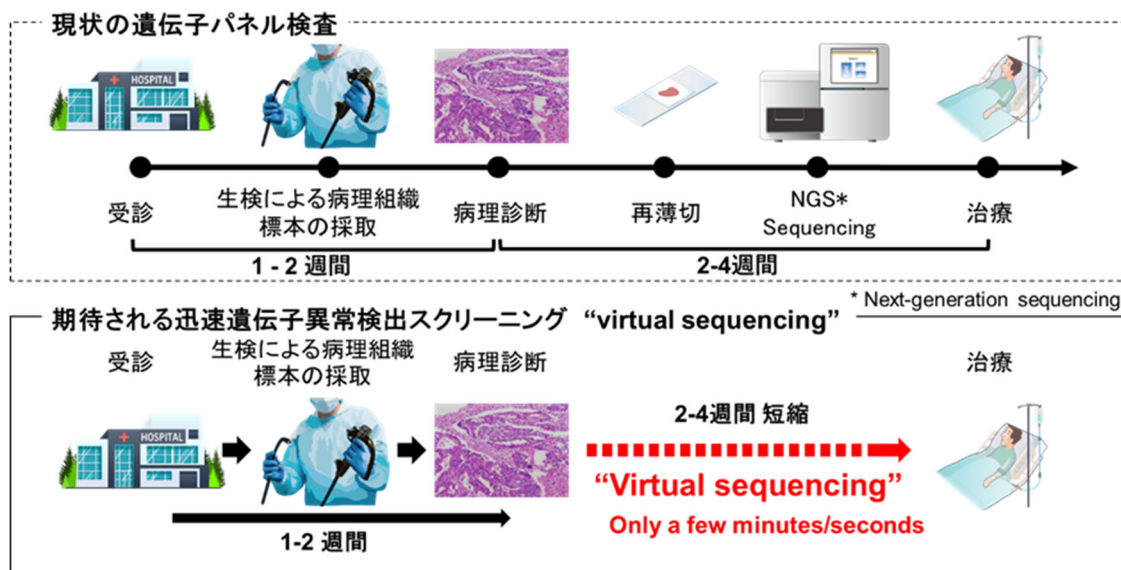 現状の遺伝子パネル検査
HOSPITAL
受診
生検による病理組織
標本の採取
病理診断
再薄切
NGS*
Sequencing
治療
1 - 2 週間
2-4週間
* Next-generation sequencing
期待される迅速遺伝子異常検出スクリーニング “virtual sequencing”
受診
生検による病理組織
標本の採取
病理診断
治療
HOSPITAL
2-4週間 短縮
“Virtual sequencing”
Only a few minutes/seconds
1-2 週間